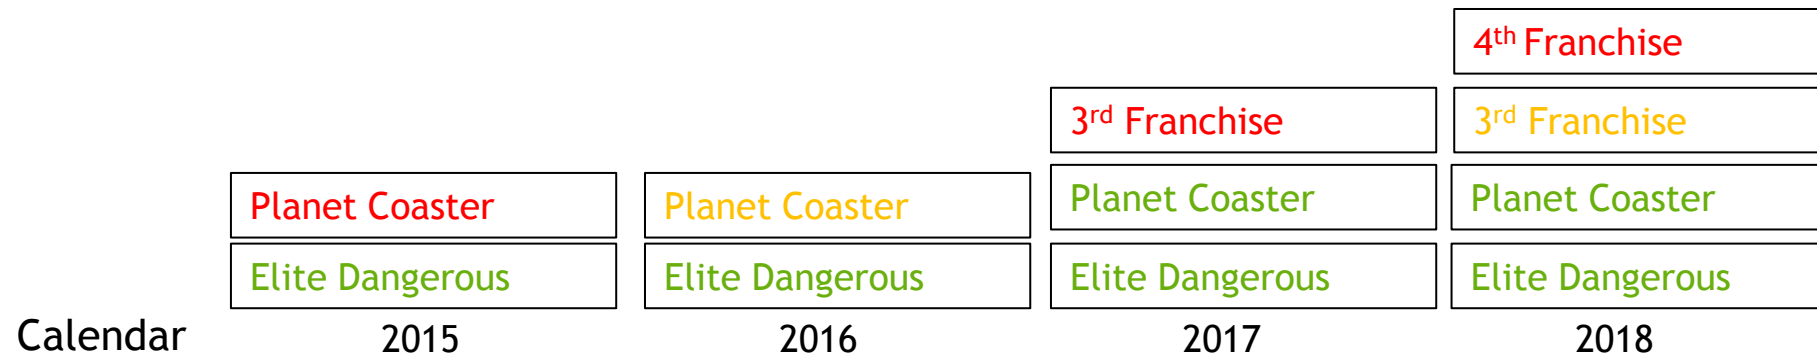 4th Franchise
3rd Franchise 3rd Franchise
Planet Coaster Planet Coaster Planet Coaster Planet Coaster
Elite Dangerous Elite Dangerous Elite Dangerous Elite Dangerous
Calendar 2015 2016 2017 2018